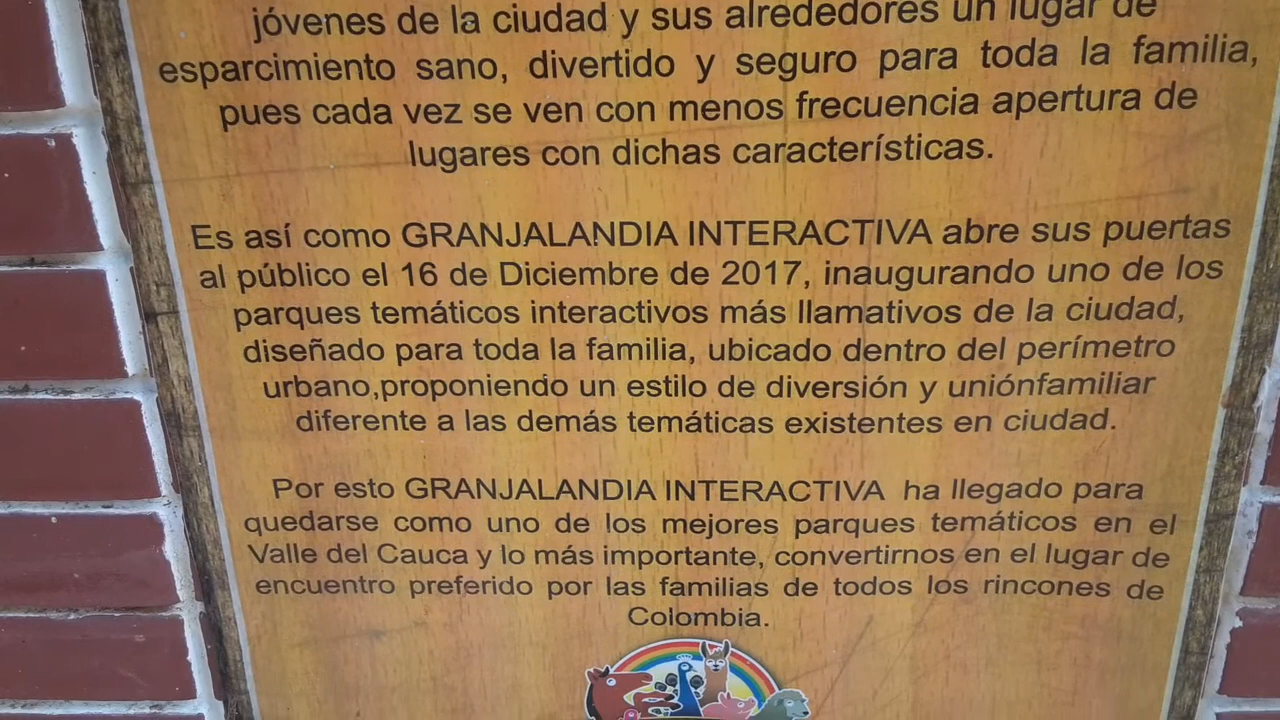 jóvenes de la ciudad y sus alrededores un lugar de
esparcimiento sano, divertido y seguro para toda la familia,
pues cada vez se ven con menos frecuencia apertura de
lugares con dichas características.
Es así como GRANJALANDIA INTERACTIVA abre sus puertas
al público el 16 de Diciembre de 2017, inaugurando uno de los
parques temáticos interactivos más llamativos de la ciudad,
diseñado para toda la familia, ubicado dentro del perímetro
urbano,proponiendo un estilo de diversión y uniónfamiliar
diferente a las demás temáticas existentes en ciudad.
Por esto GRANJALANDIA INTERACTIVA ha llegado para
quedarse como uno de los mejores parques temáticos en el
Valle del Cauca y lo más importante, convertirnos en el lugar de
encuentro preferido por las familias de todos los rincones de
Colombia.